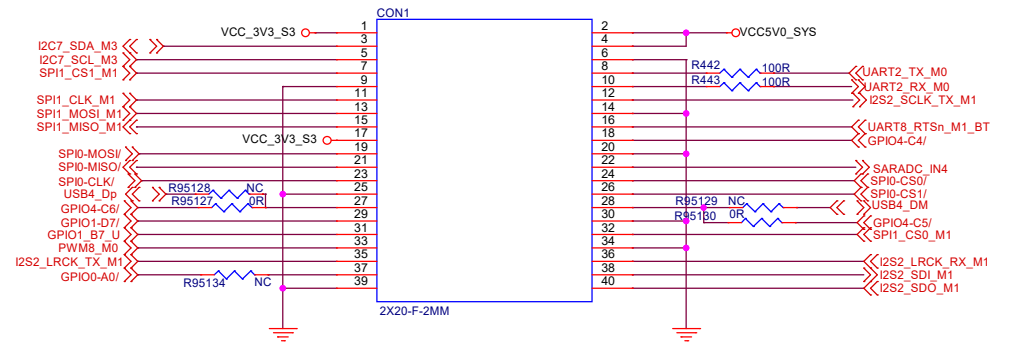 CON1
VCC_3V3_S3 1 2 VCC5V0_SYS
I2C7_SDA_M3 3 4
I2C7_SCL_M3 5 6
SPI1_CS1_M1 7 8 R442 100R UART2_TX_M0
9 10 R443 100R UART2_RX_M0
SPI1_CLK_M1 11 12 I2S2_SCLK_TX_M1
SPI1_MOSI_M1 13 14
SPI1_MISO_M1 15 16 UART8_RTSn_M1_BT
VCC_3V3_S3 17 18 GPIO4-C4/
SPI0-MOSI/ 19 20
SPI0-MISO/ 21 22 SARADC_IN4
SPI0-CLK/ 23 24 SPI0-CS0/
USB4_Dp R95128 NC 25 26 SPI0-CS1/
GPIO4-C6/ R95127 0R 27 28 R95129 NC USB4_DM
GPIO1-D7/ 29 30 R95130 0R GPIO4-C5/
GPIO1_B7_U 31 32 SPI1_CS0_M1
PWM8_M0 33 34
I2S2_LRCK_TX_M1 35 36 I2S2_LRCK_RX_M1
GPIO0-A0/ R95134 NC 37 38 I2S2_SDI_M1
39 40 I2S2_SDO_M1
2X20-F-2MM